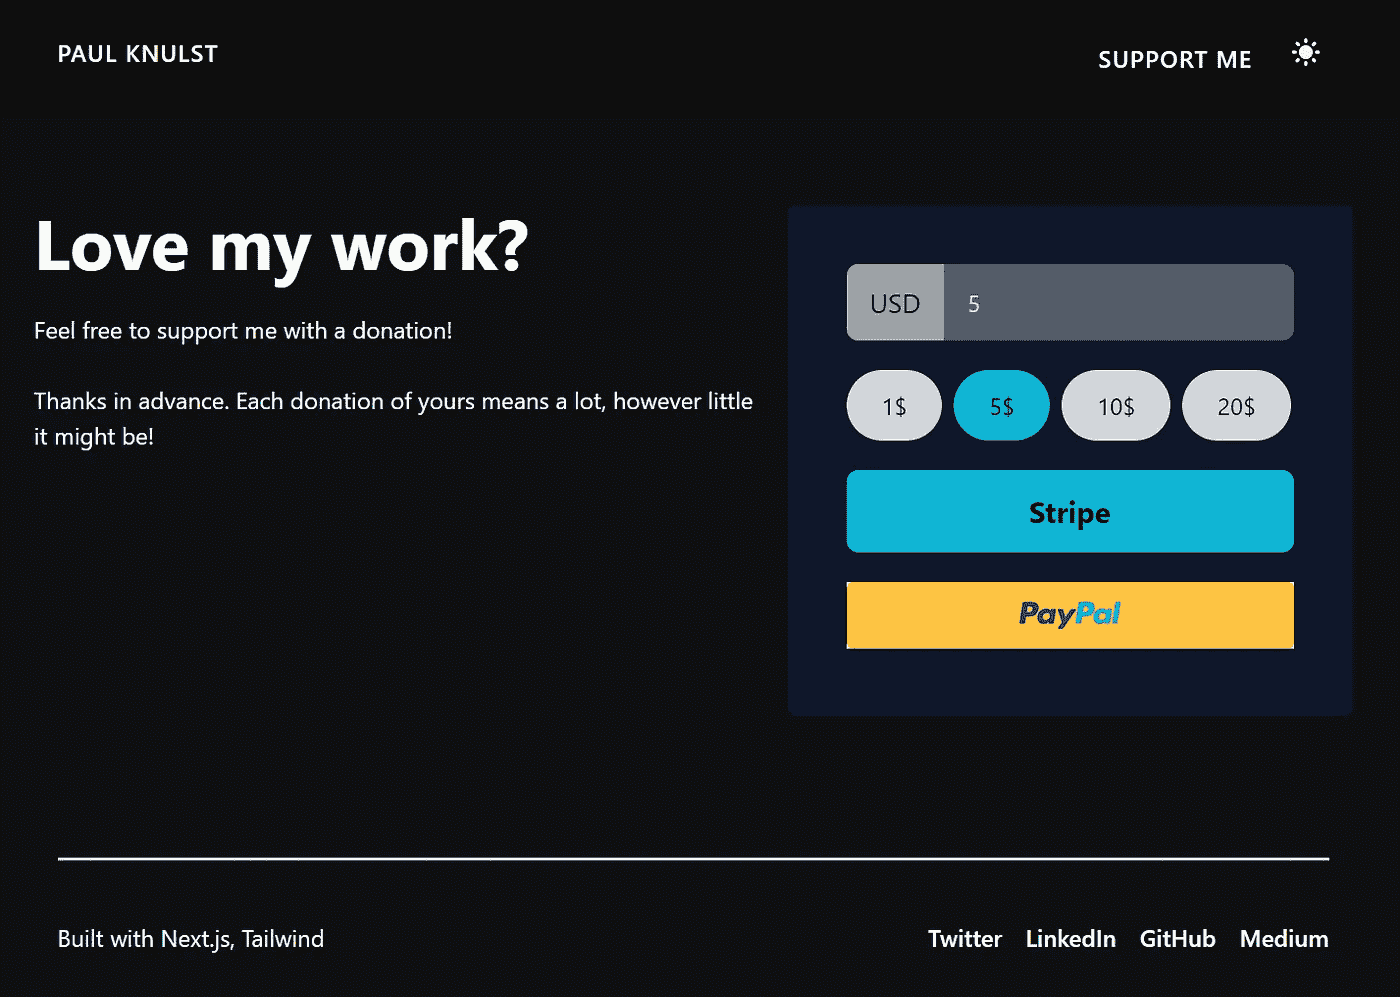 PAUL KNULST
SUPPORT ME
Love my work?
Feel free to support me with a donation!
Thanks in advance. Each donation of yours means a lot, however little
it might be!
USD 5
1$ 5$ 10$ 20$
Stripe
PayPal
Built with Next.js, Tailwind
Twitter LinkedIn GitHub Medium